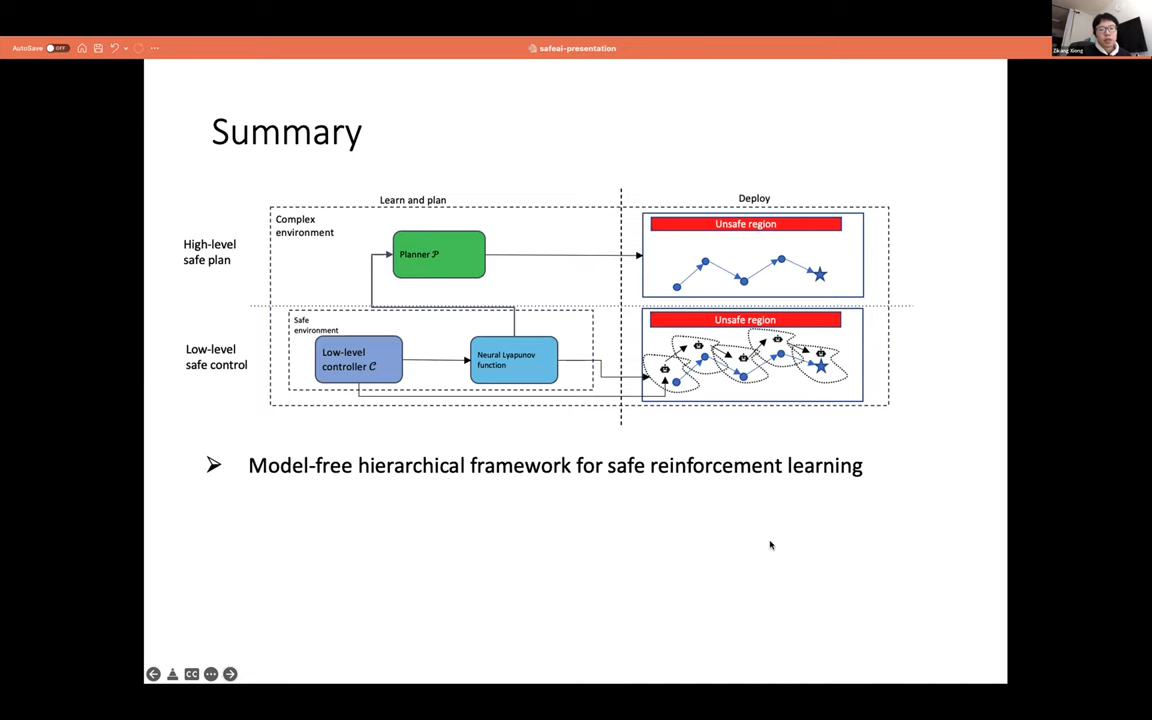 AutoSave OFF
safeai-presentation
Zikang Xiong
Summary
Learn and plan
Deploy
Complex
environment
High-level
safe plan
Planner 𝒫
Unsafe region
Safe
environment
Low-level
safe control
Low-level
controller 𝒞
Neural Lyapunov
function
Unsafe region
Model-free hierarchical framework for safe reinforcement learning
CC